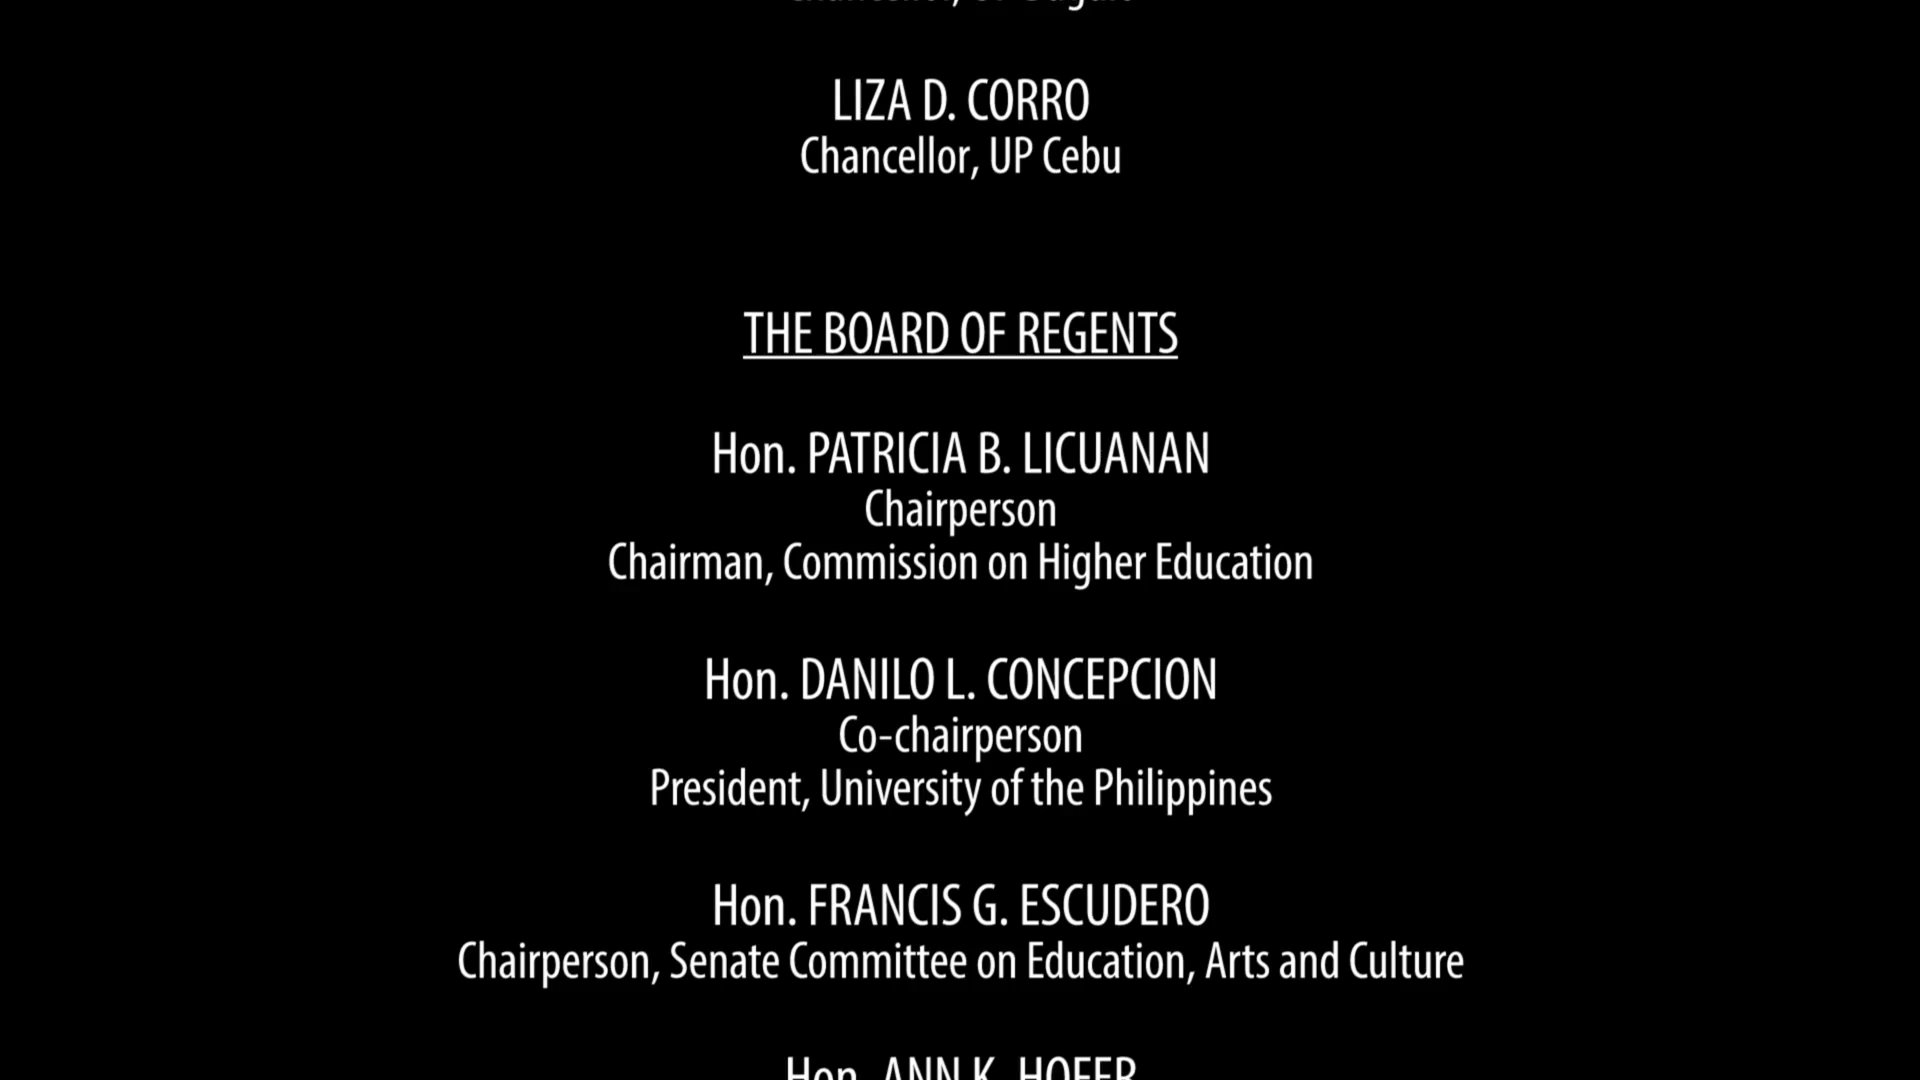 LIZA D. CORRO
Chancellor, UP Cebu
THE BOARD OF REGENTS
Hon. PATRICIA B. LICUANAN
Chairperson
Chairman, Commission on Higher Education
Hon. DANILO L. CONCEPCION
Co-chairperson
President, University of the Philippines
Hon. FRANCIS G. ESCUDERO
Chairperson, Senate Committee on Education, Arts and Culture
Hon. ANN K. HOFER